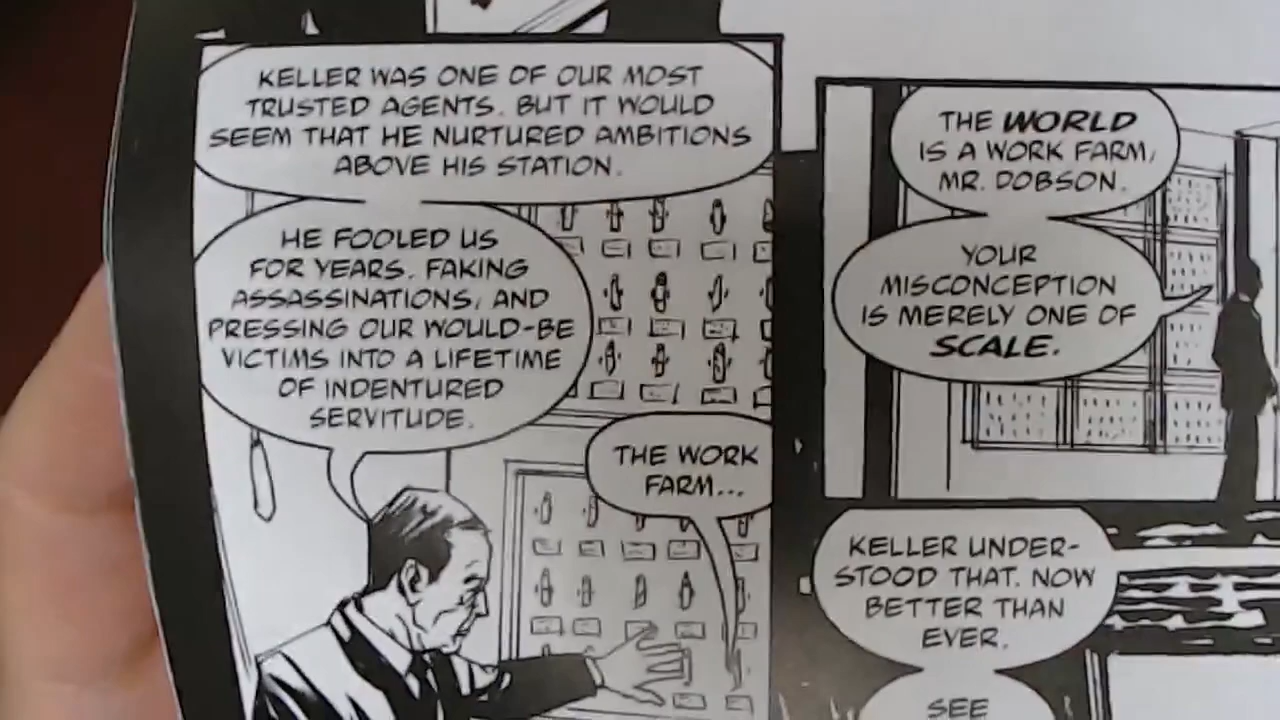 KELLER WAS ONE OF OUR MOST
TRUSTED AGENTS. BUT IT WOULD
SEEM THAT HE NURTURED AMBITIONS
ABOVE HIS STATION.
HE FOOLED US
FOR YEARS. FAKING
ASSASSINATIONS, AND
PRESSING OUR WOULD-BE
VICTIMS INTO A LIFETIME
OF INDENTURED
SERVITUDE.
THE WORK
FARM...
THE WORLD
IS A WORK FARM,
MR. DOBSON.
YOUR
MISCONCEPTION
IS MERELY ONE OF
SCALE.
KELLER UNDER-
STOOD THAT. NOW
BETTER THAN
EVER.
SEE